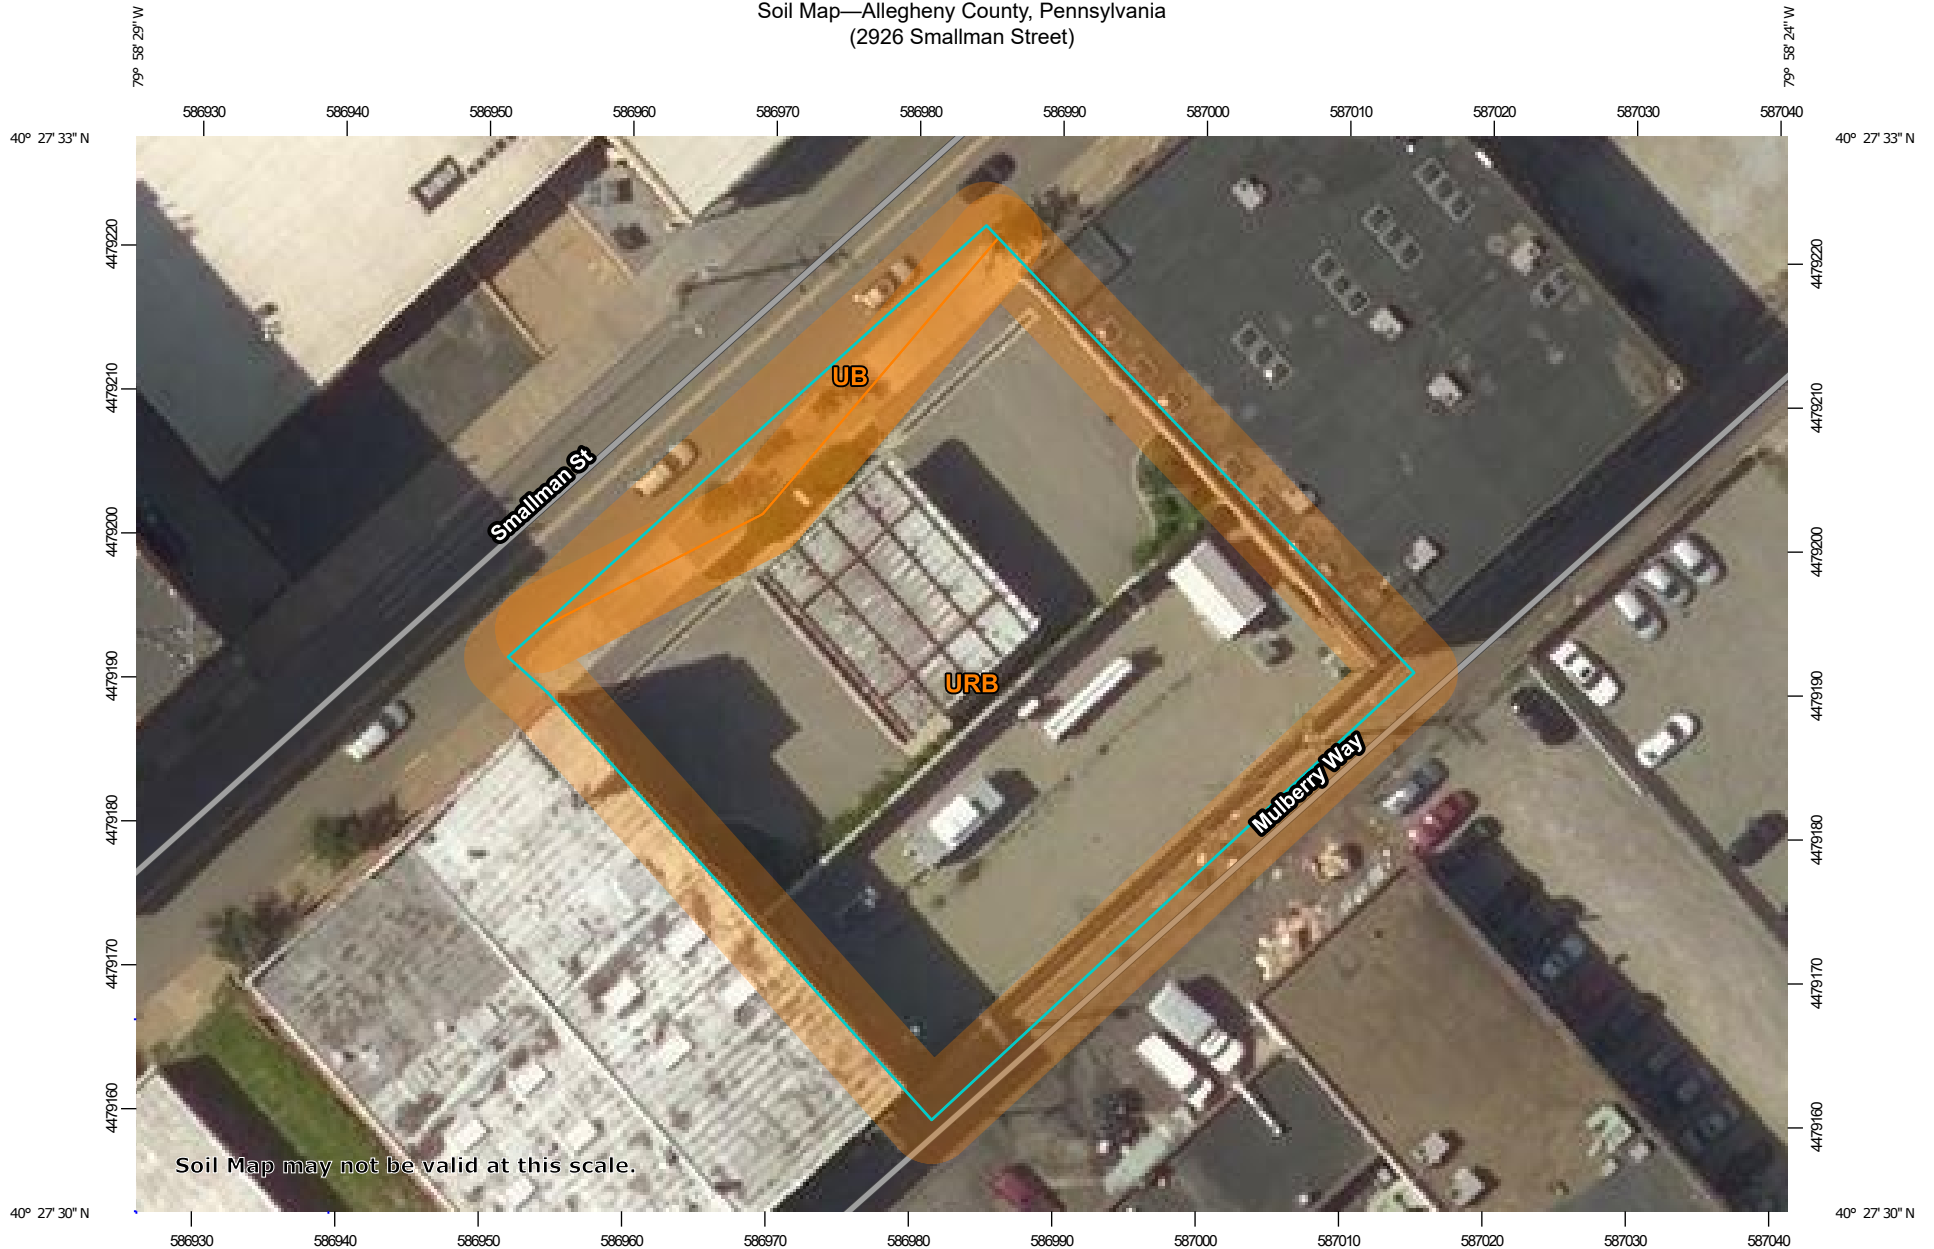 Soil Map—Allegheny County, Pennsylvania
(2926 Smallman Street)
79° 58' 29'' W
79° 58' 24'' W
586930 586940 586950 586960 586970 586980 586990 587000 587010 587020 587030 587040
40° 27' 33'' N
40° 27' 33'' N
4479220
4479220
4479210
4479210
UB
Smallman St
4479200
4479200
4479190
4479190
URB
Mulberry Way
4479180
4479180
4479170
4479170
4479160
4479160
Soil Map may not be valid at this scale.
40° 27' 30'' N
40° 27' 30'' N
586930 586940 586950 586960 586970 586980 586990 587000 587010 587020 587030 587040